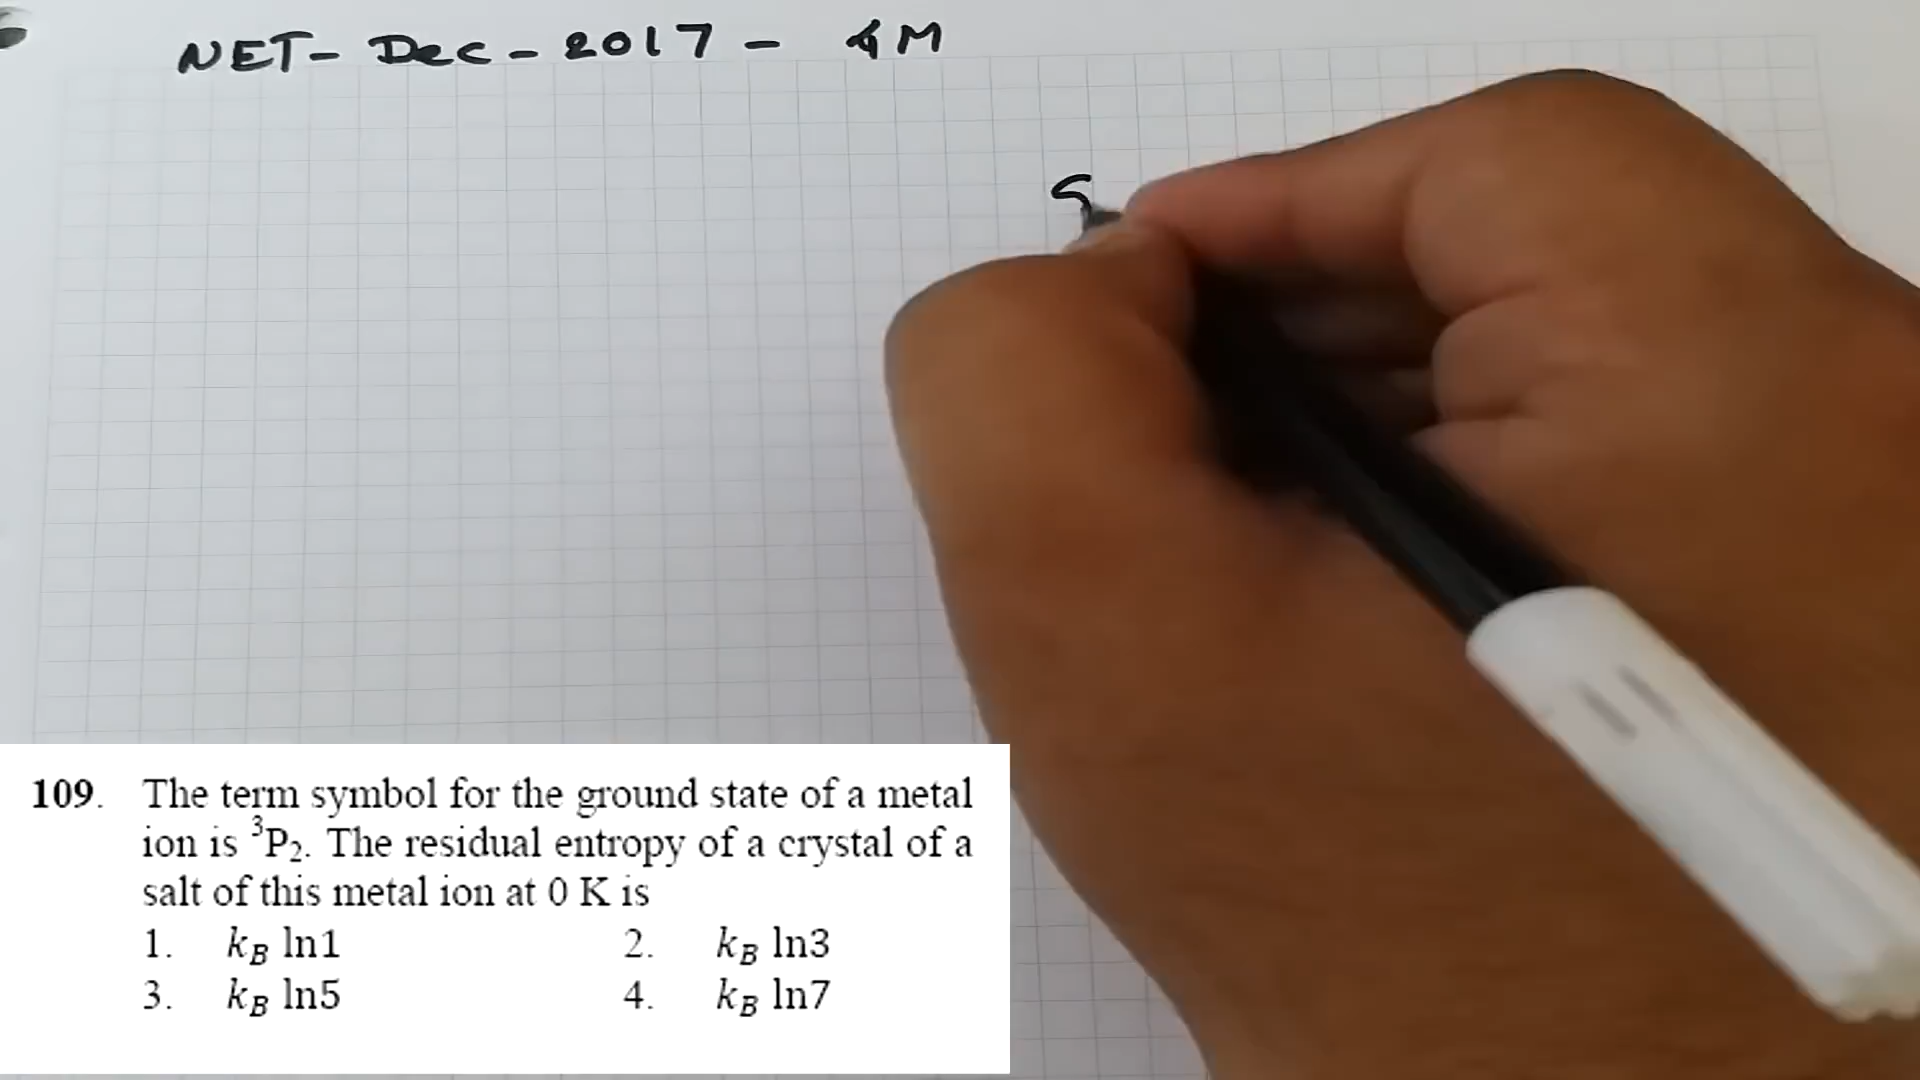 NET - Dec - 2017 - 4M
S
109. The term symbol for the ground state of a metal
ion is ³P₂. The residual entropy of a crystal of a
salt of this metal ion at 0 K is
1. k_B ln1 2. k_B ln3
3. k_B ln5 4. k_B ln7